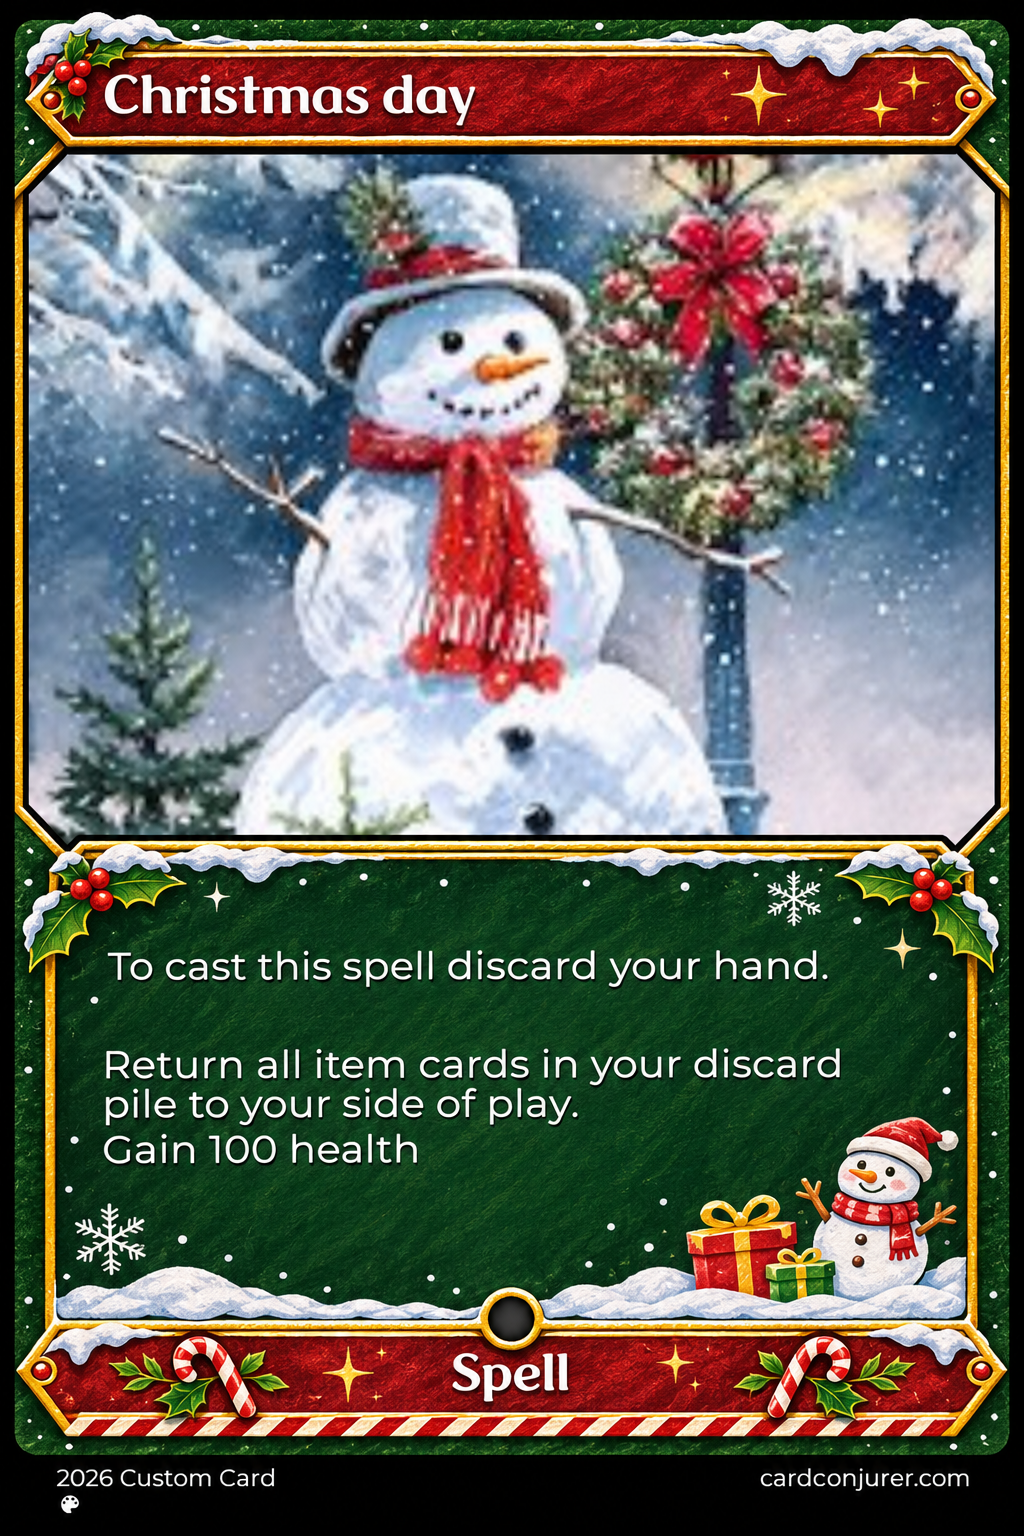 Christmas day
To cast this spell discard your hand.
Return all item cards in your discard
pile to your side of play.
Gain 100 health
Spell
2026 Custom Card
cardconjurer.com